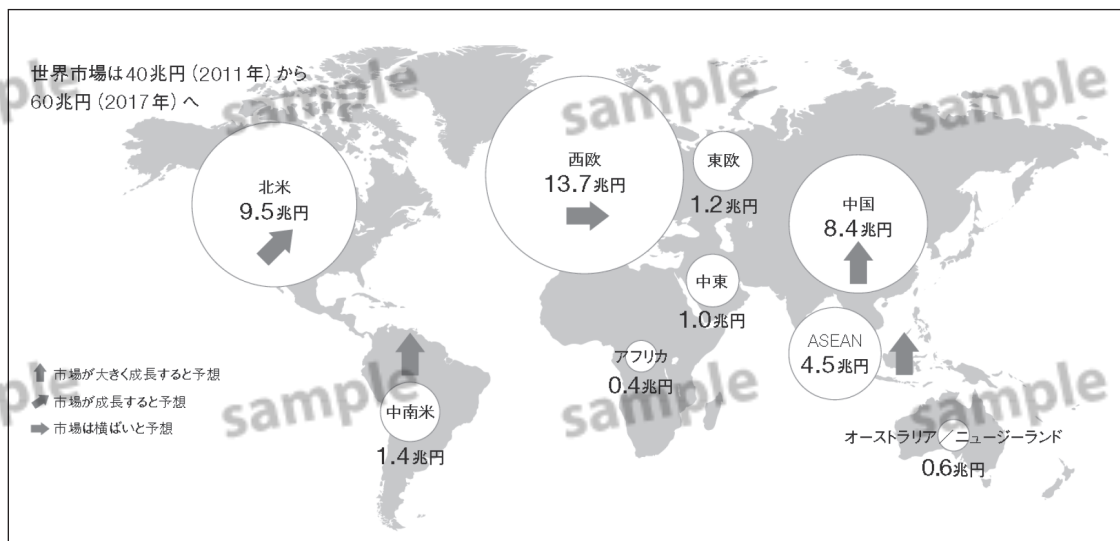 世界市場は40兆円(2011年)から
60兆円(2017年)へ
北米
9.5兆円
西欧
13.7兆円
東欧
1.2兆円
中国
8.4兆円
中東
1.0兆円
ASEAN
4.5兆円
アフリカ
0.4兆円
中南米
1.4兆円
オーストラリア/ニュージーランド
0.6兆円
市場が大きく成長すると予想
市場が成長すると予想
市場は横ばいと予想
sample
sample
sample
sample
sample
sample
sample
sample